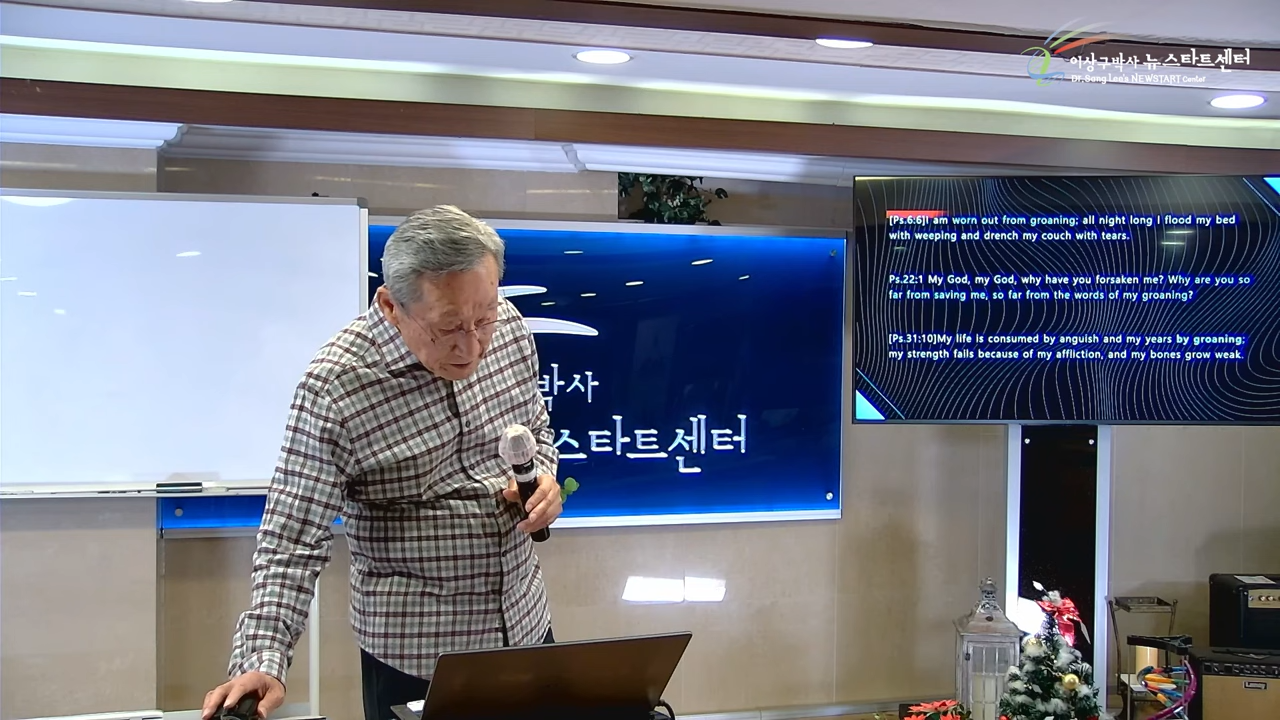 이상구박사 뉴스타트센터
Dr. Sang Lee's NEWSTART Center
[Ps.6:6]I am worn out from groaning; all night long I flood my bed
with weeping and drench my couch with tears.
Ps.22:1 My God, my God, why have you forsaken me? Why are you so
far from saving me, so far from the words of my groaning?
[Ps.31:10]My life is consumed by anguish and my years by groaning;
my strength fails because of my affliction, and my bones grow weak.
박사
스타트센터
Laney